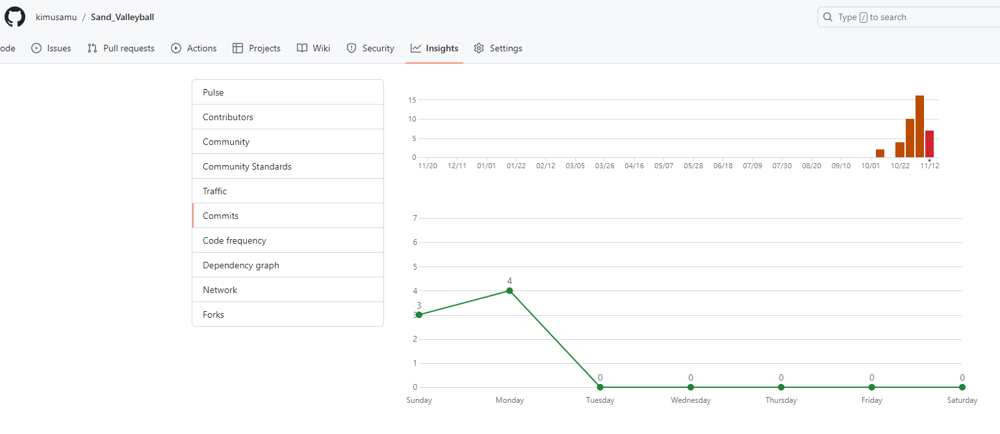 kimusamu / Sand_Valleyball
Type / to search
ode Issues Pull requests Actions Projects Wiki Security Insights Settings
Pulse
Contributors
Community
Community Standards
Traffic
Commits
Code frequency
Dependency graph
Network
Forks
15
10
5
0
11/20 12/11 01/01 01/22 02/12 03/05 03/26 04/16 05/07 05/28 06/18 07/09 07/30 08/20 09/10 10/01 10/22 11/12
7
6
5
4
4
3
3
2
1
0 0 0 0 0
0
Sunday Monday Tuesday Wednesday Thursday Friday Saturday